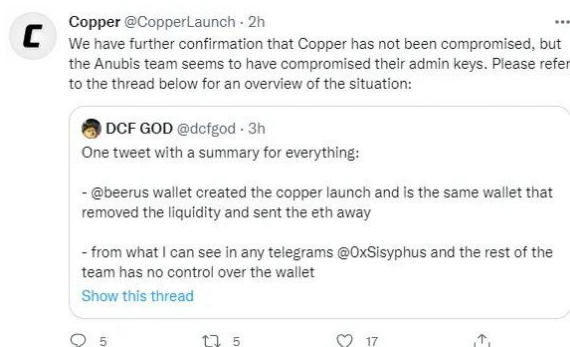 Copper @CopperLaunch · 2h
We have further confirmation that Copper has not been compromised, but
the Anubis team seems to have compromised their admin keys. Please refer
to the thread below for an overview of the situation:
DCF GOD @dcfgod · 3h
One tweet with a summary for everything:
- @beerus wallet created the copper launch and is the same wallet that
removed the liquidity and sent the eth away
- from what I can see in any telegrams @0xSisyphus and the rest of the
team has no control over the wallet
Show this thread
5 5 17